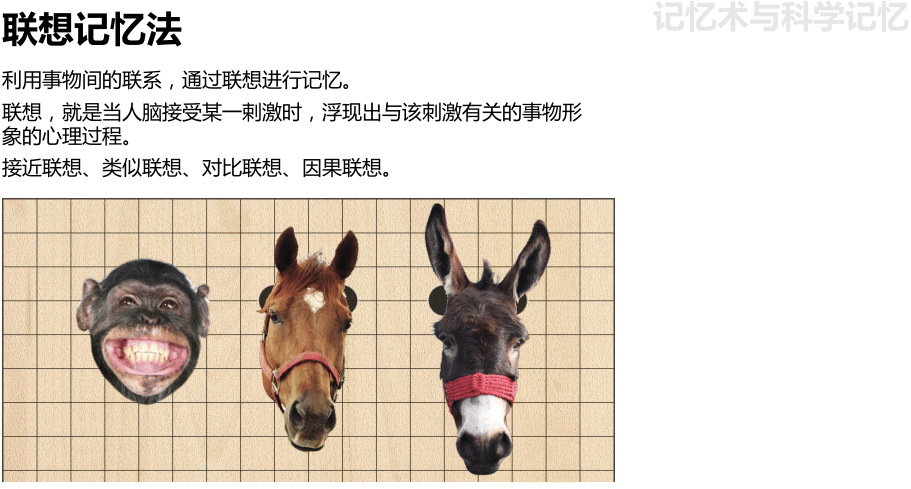 记忆术与科学记忆
联想记忆法
利用事物间的联系，通过联想进行记忆。
联想，就是当人脑接受某一刺激时，浮现出与该刺激有关的事物形
象的心理过程。
接近联想、类似联想、对比联想、因果联想。